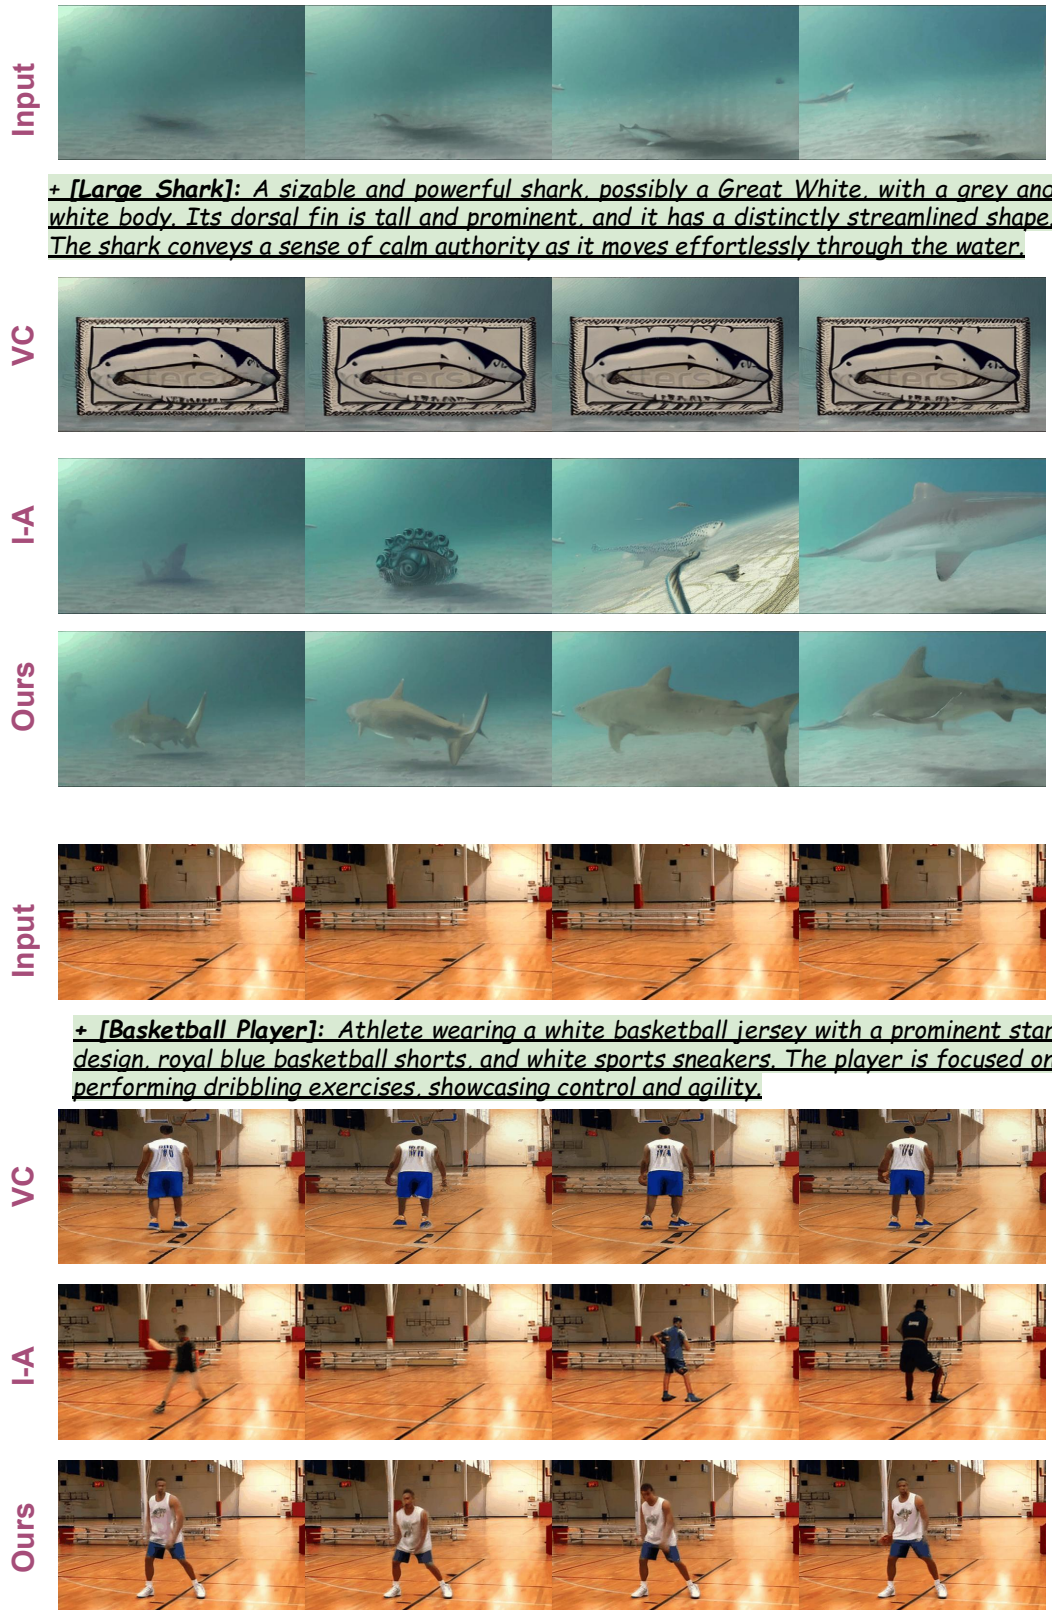 Input
+ [Large Shark]: A sizable and powerful shark, possibly a Great White, with a grey and
white body. Its dorsal fin is tall and prominent, and it has a distinctly streamlined shape.
The shark conveys a sense of calm authority as it moves effortlessly through the water.
VC
I-A
Ours
Input
+ [Basketball Player]: Athlete wearing a white basketball jersey with a prominent star
design, royal blue basketball shorts, and white sports sneakers. The player is focused on
performing dribbling exercises, showcasing control and agility.
VC
I-A
Ours